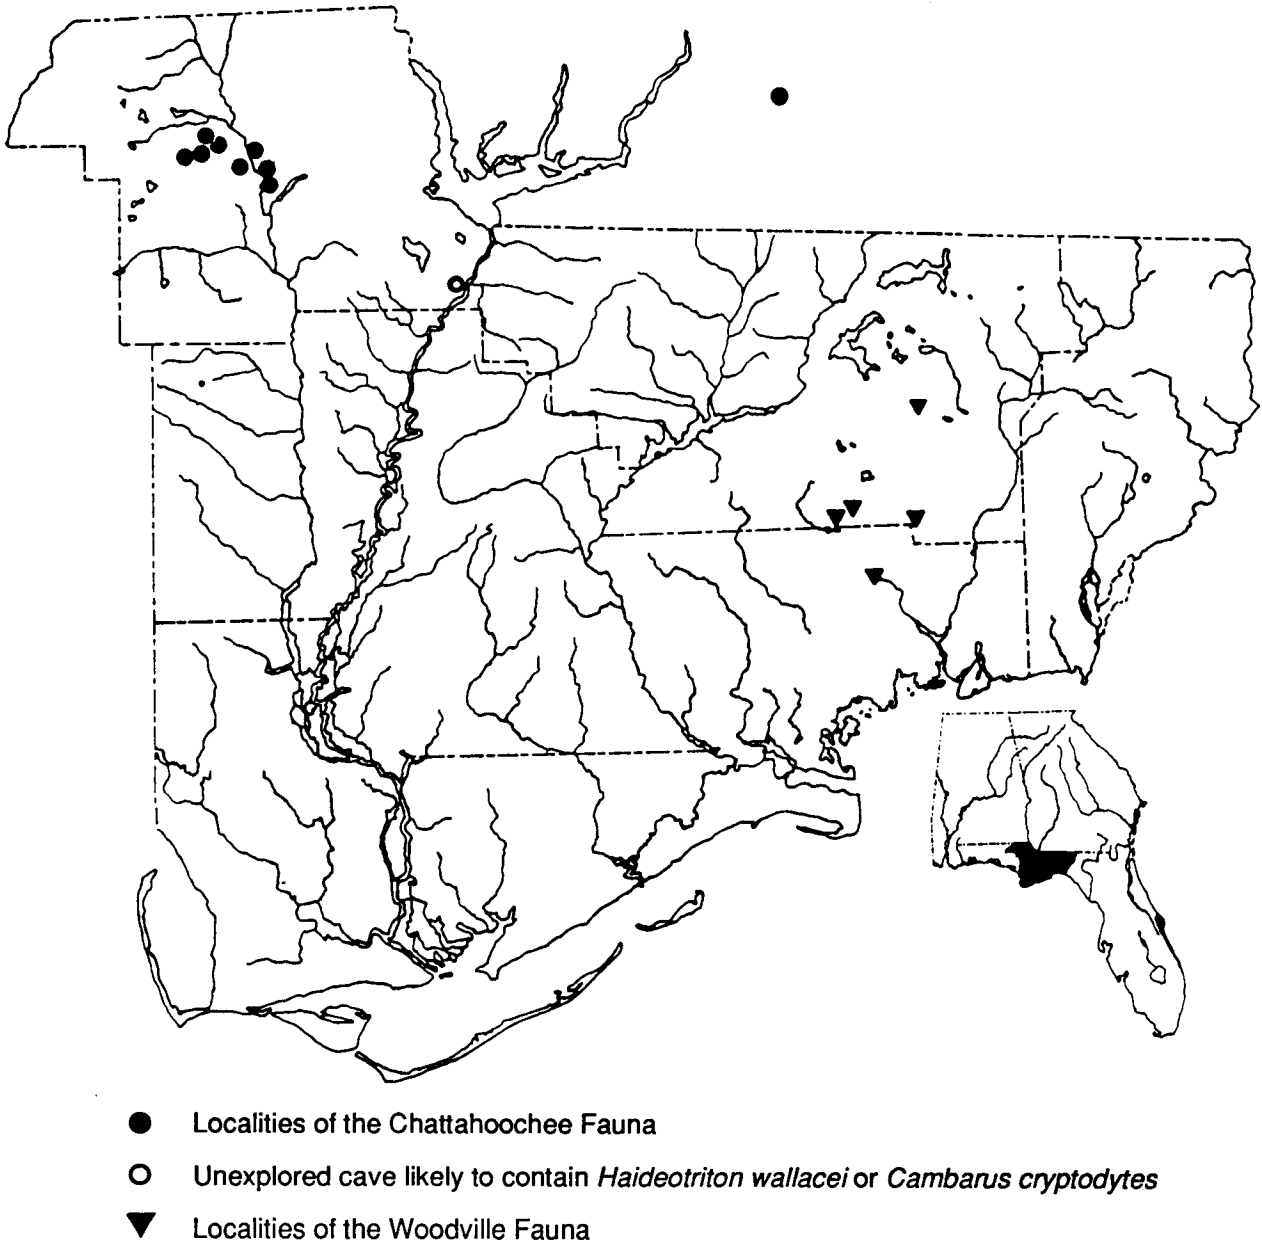 Localities of the Chattahoochee Fauna
Unexplored cave likely to contain Haideotriton wallacei or Cambarus cryptodytes
Localities of the Woodville Fauna